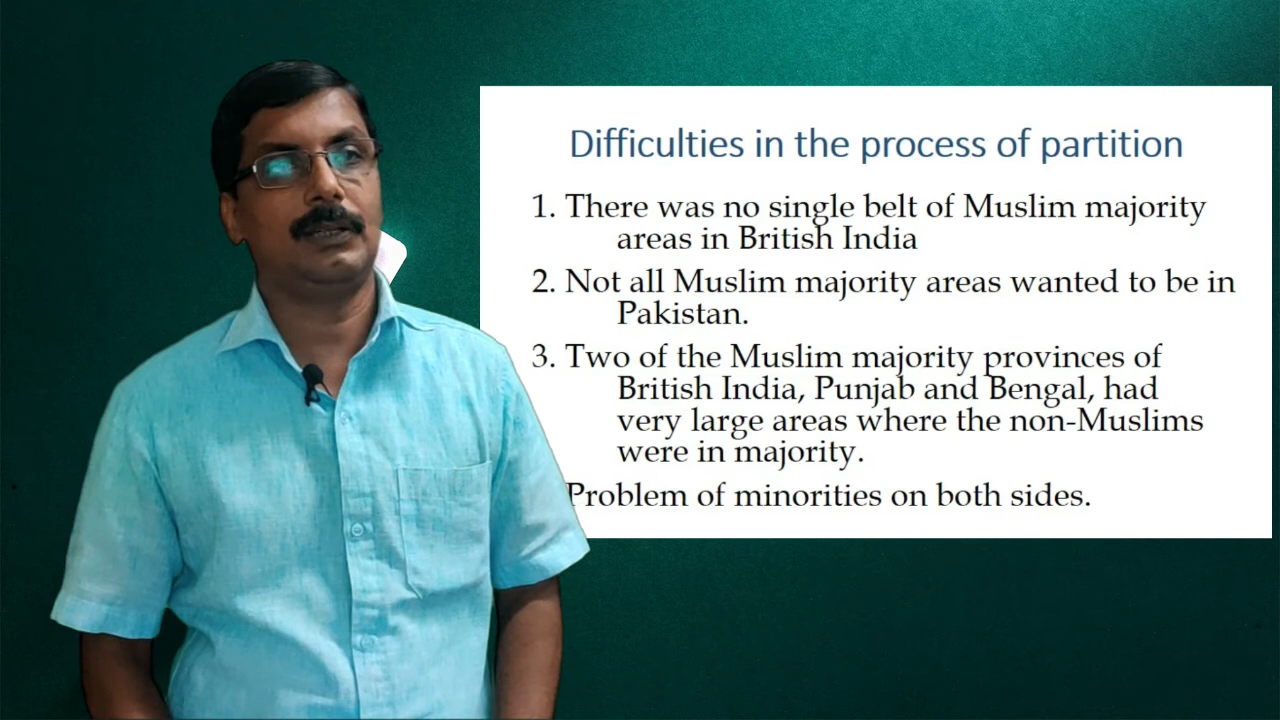 Difficulties in the process of partition
1. There was no single belt of Muslim majority
areas in British India
2. Not all Muslim majority areas wanted to be in
Pakistan.
3. Two of the Muslim majority provinces of
British India, Punjab and Bengal, had
very large areas where the non-Muslims
were in majority.
Problem of minorities on both sides.